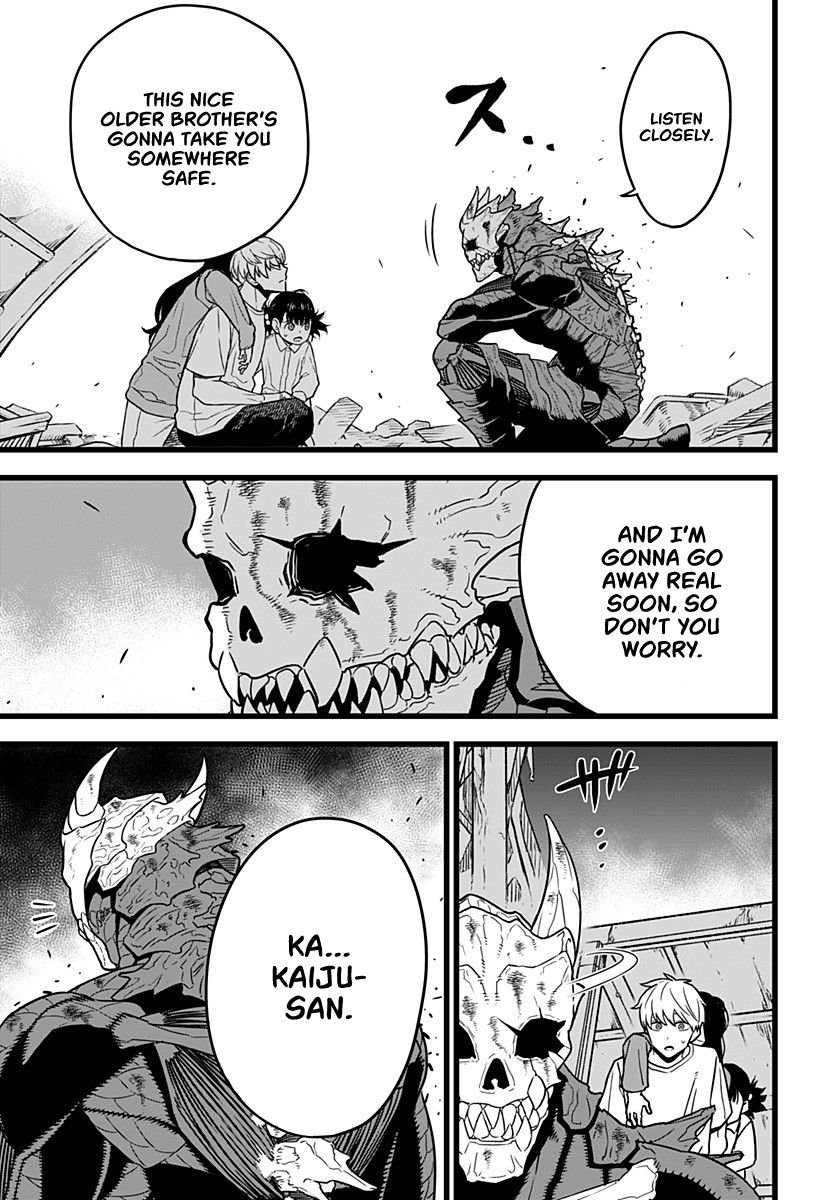 LISTEN
CLOSELY.
スッ
THIS NICE
OLDER BROTHER'S
GONNA TAKE YOU
SOMEWHERE
SAFE.
AND I'M
GONNA GO
AWAY REAL
SOON, SO
DON'T YOU
WORRY.
KA...
KAIJU-
SAN.